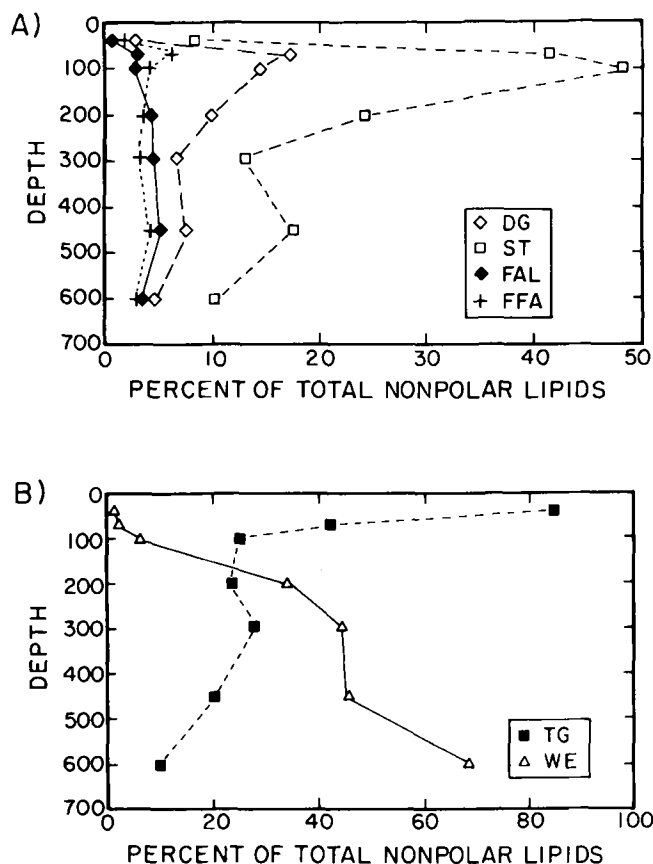 A)
0
100
200
300
400
500
600
700
DEPTH
DG
ST
FAL
FFA
0 10 20 30 40 50
PERCENT OF TOTAL NONPOLAR LIPIDS
B)
0
100
200
300
400
500
600
700
DEPTH
TG
WE
0 20 40 60 80 100
PERCENT OF TOTAL NONPOLAR LIPIDS